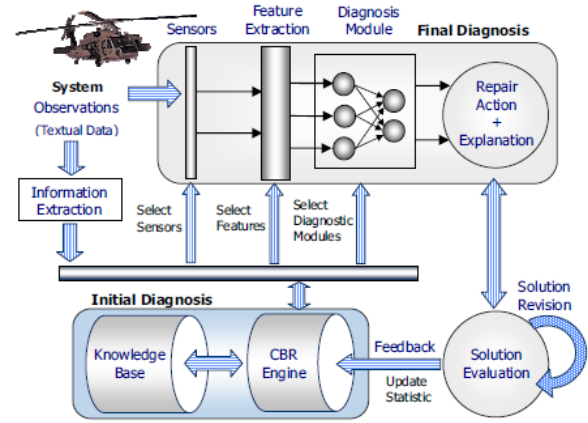 Sensors
Feature
Extraction
Diagnosis
Module
Final Diagnosis
System
Observations
(Textual Data)
Repair
Action
+
Explanation
Information
Extraction
Select
Sensors
Select
Features
Select
Diagnostic
Modules
Initial Diagnosis
Solution
Revision
Knowledge
Base
CBR
Engine
Feedback
Update
Statistic
Solution
Evaluation